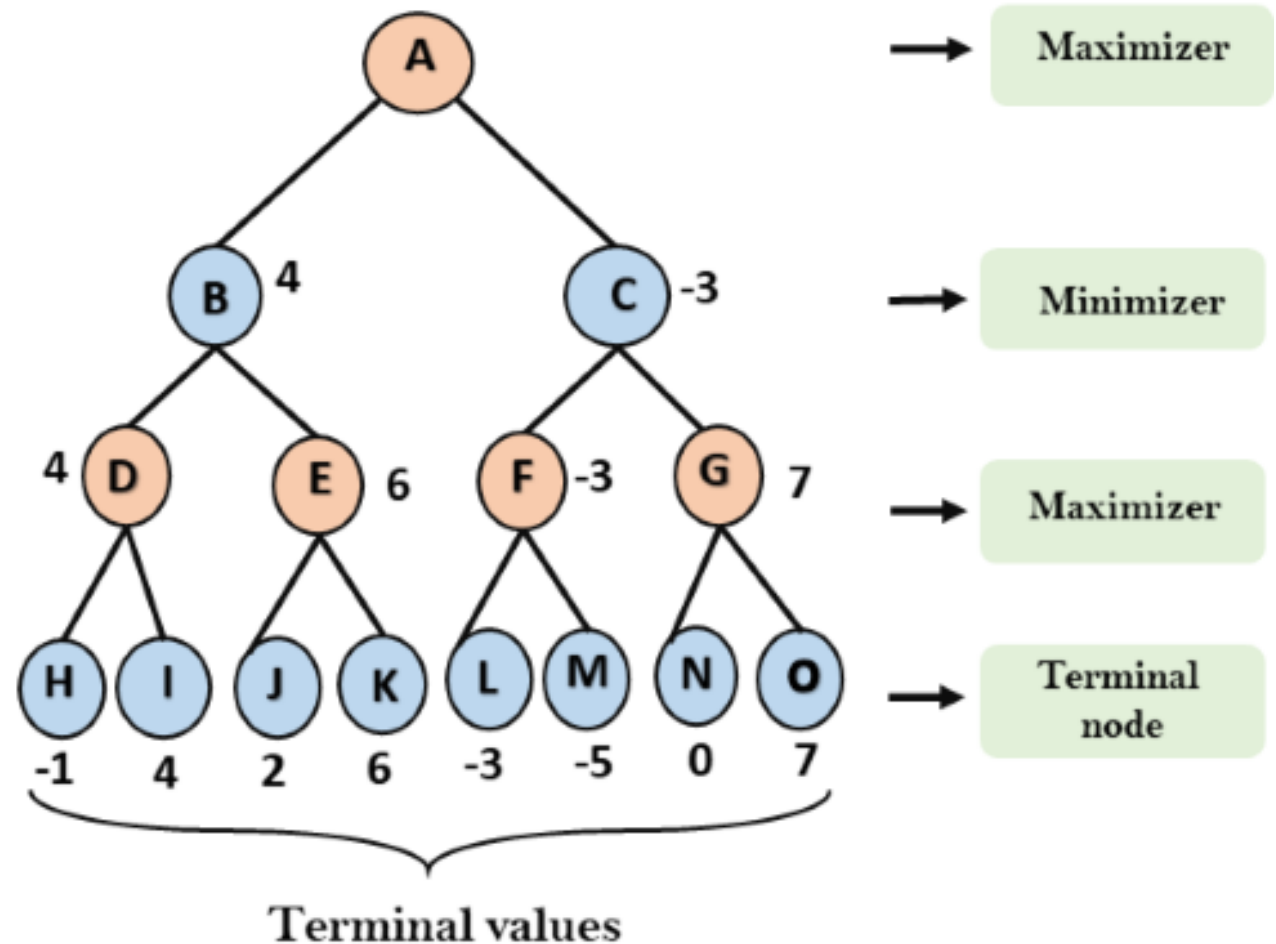 A
Maximizer
B
4
C
-3
Minimizer
4
D
E
6
F
-3
G
7
Maximizer
H
I
J
K
L
M
N
O
Terminal
node
-1
4
2
6
-3
-5
0
7
Terminal values